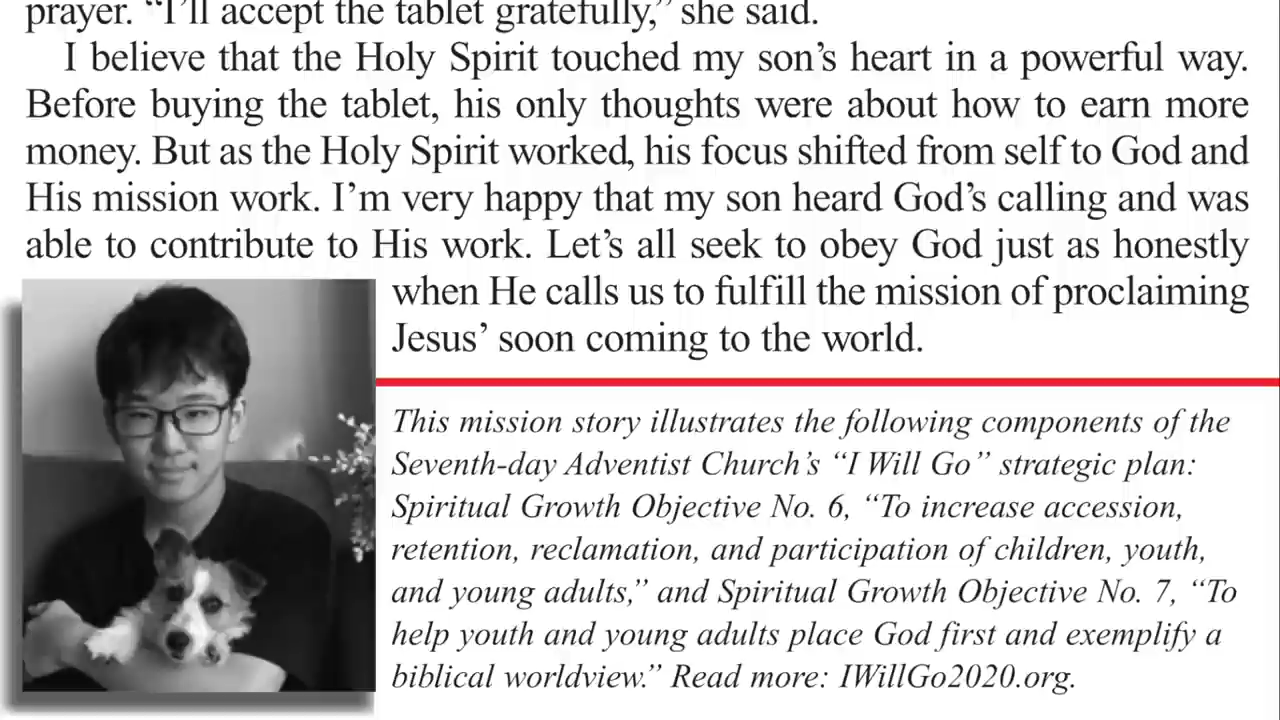 prayer. “I’ll accept the tablet gratefully,” she said.
I believe that the Holy Spirit touched my son’s heart in a powerful way.
Before buying the tablet, his only thoughts were about how to earn more
money. But as the Holy Spirit worked, his focus shifted from self to God and
His mission work. I’m very happy that my son heard God’s calling and was
able to contribute to His work. Let’s all seek to obey God just as honestly
when He calls us to fulfill the mission of proclaiming
Jesus’ soon coming to the world.
This mission story illustrates the following components of the
Seventh-day Adventist Church’s “I Will Go” strategic plan:
Spiritual Growth Objective No. 6, “To increase accession,
retention, reclamation, and participation of children, youth,
and young adults,” and Spiritual Growth Objective No. 7, “To
help youth and young adults place God first and exemplify a
biblical worldview.” Read more: IWillGo2020.org.